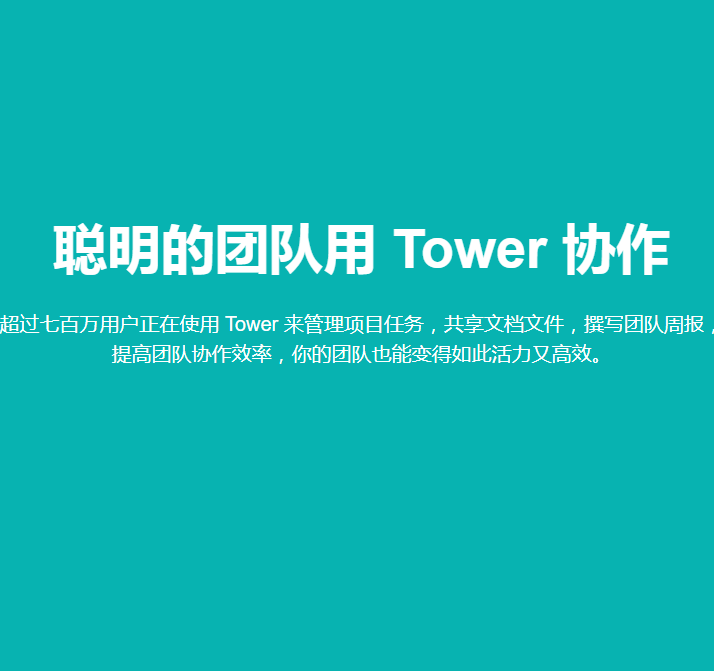 聪明的团队用 Tower 协作
超过七百万用户正在使用 Tower 来管理项目任务，共享文档文件，撰写团队周报，
提高团队协作效率，你的团队也能变得如此活力又高效。